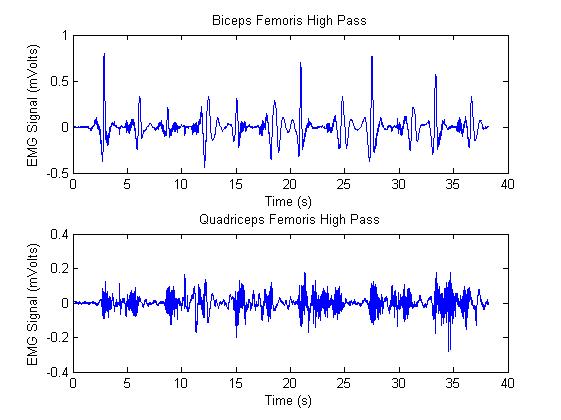 Biceps Femoris High Pass
1
0.5
0
-0.5
EMG Signal (mVolts)
0 5 10 15 20 25 30 35 40
Time (s)
Quadriceps Femoris High Pass
0.4
0.2
0
-0.2
-0.4
EMG Signal (mVolts)
0 5 10 15 20 25 30 35 40
Time (s)